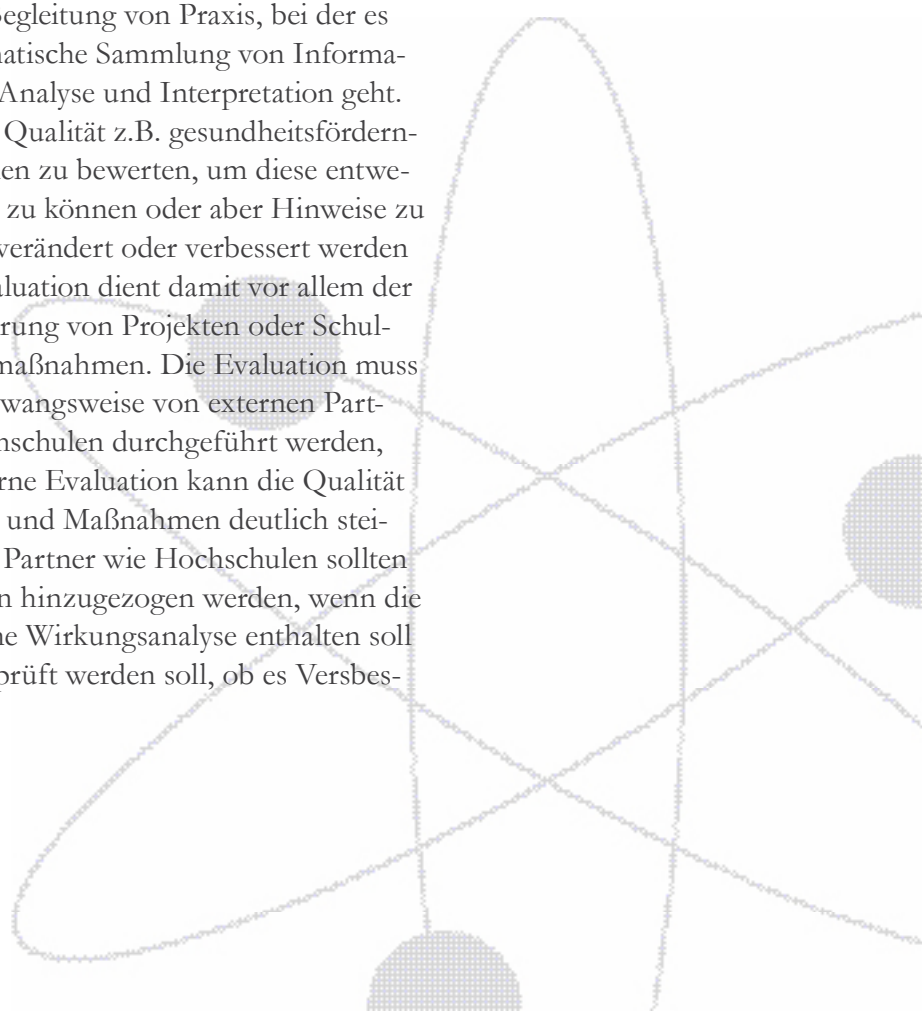 Begleitung von Praxis, bei der es
matische Sammlung von Informa-
Analyse und Interpretation geht.
Qualität z.B. gesundheitsfördern-
en zu bewerten, um diese entwe-
zu können oder aber Hinweise zu
verändert oder verbessert werden
aluation dient damit vor allem der
rung von Projekten oder Schul-
maßnahmen. Die Evaluation muss
wangsweise von externen Part-
hschulen durchgeführt werden,
rne Evaluation kann die Qualität
und Maßnahmen deutlich stei-
Partner wie Hochschulen sollten
n hinzugezogen werden, wenn die
ne Wirkungsanalyse enthalten soll
prüft werden soll, ob es Versbes-